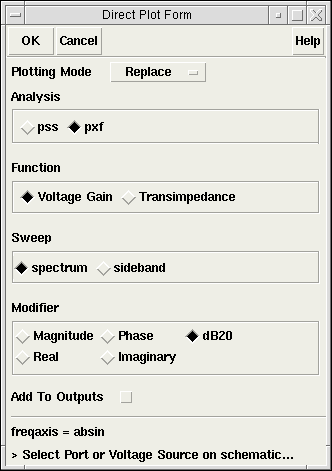 Direct Plot Form
OK Cancel Help
Plotting Mode Replace
Analysis
pss pxf
Function
Voltage Gain Transimpedance
Sweep
spectrum sideband
Modifier
Magnitude Phase dB20
Real Imaginary
Add To Outputs
freqaxis = absin
> Select Port or Voltage Source on schematic...